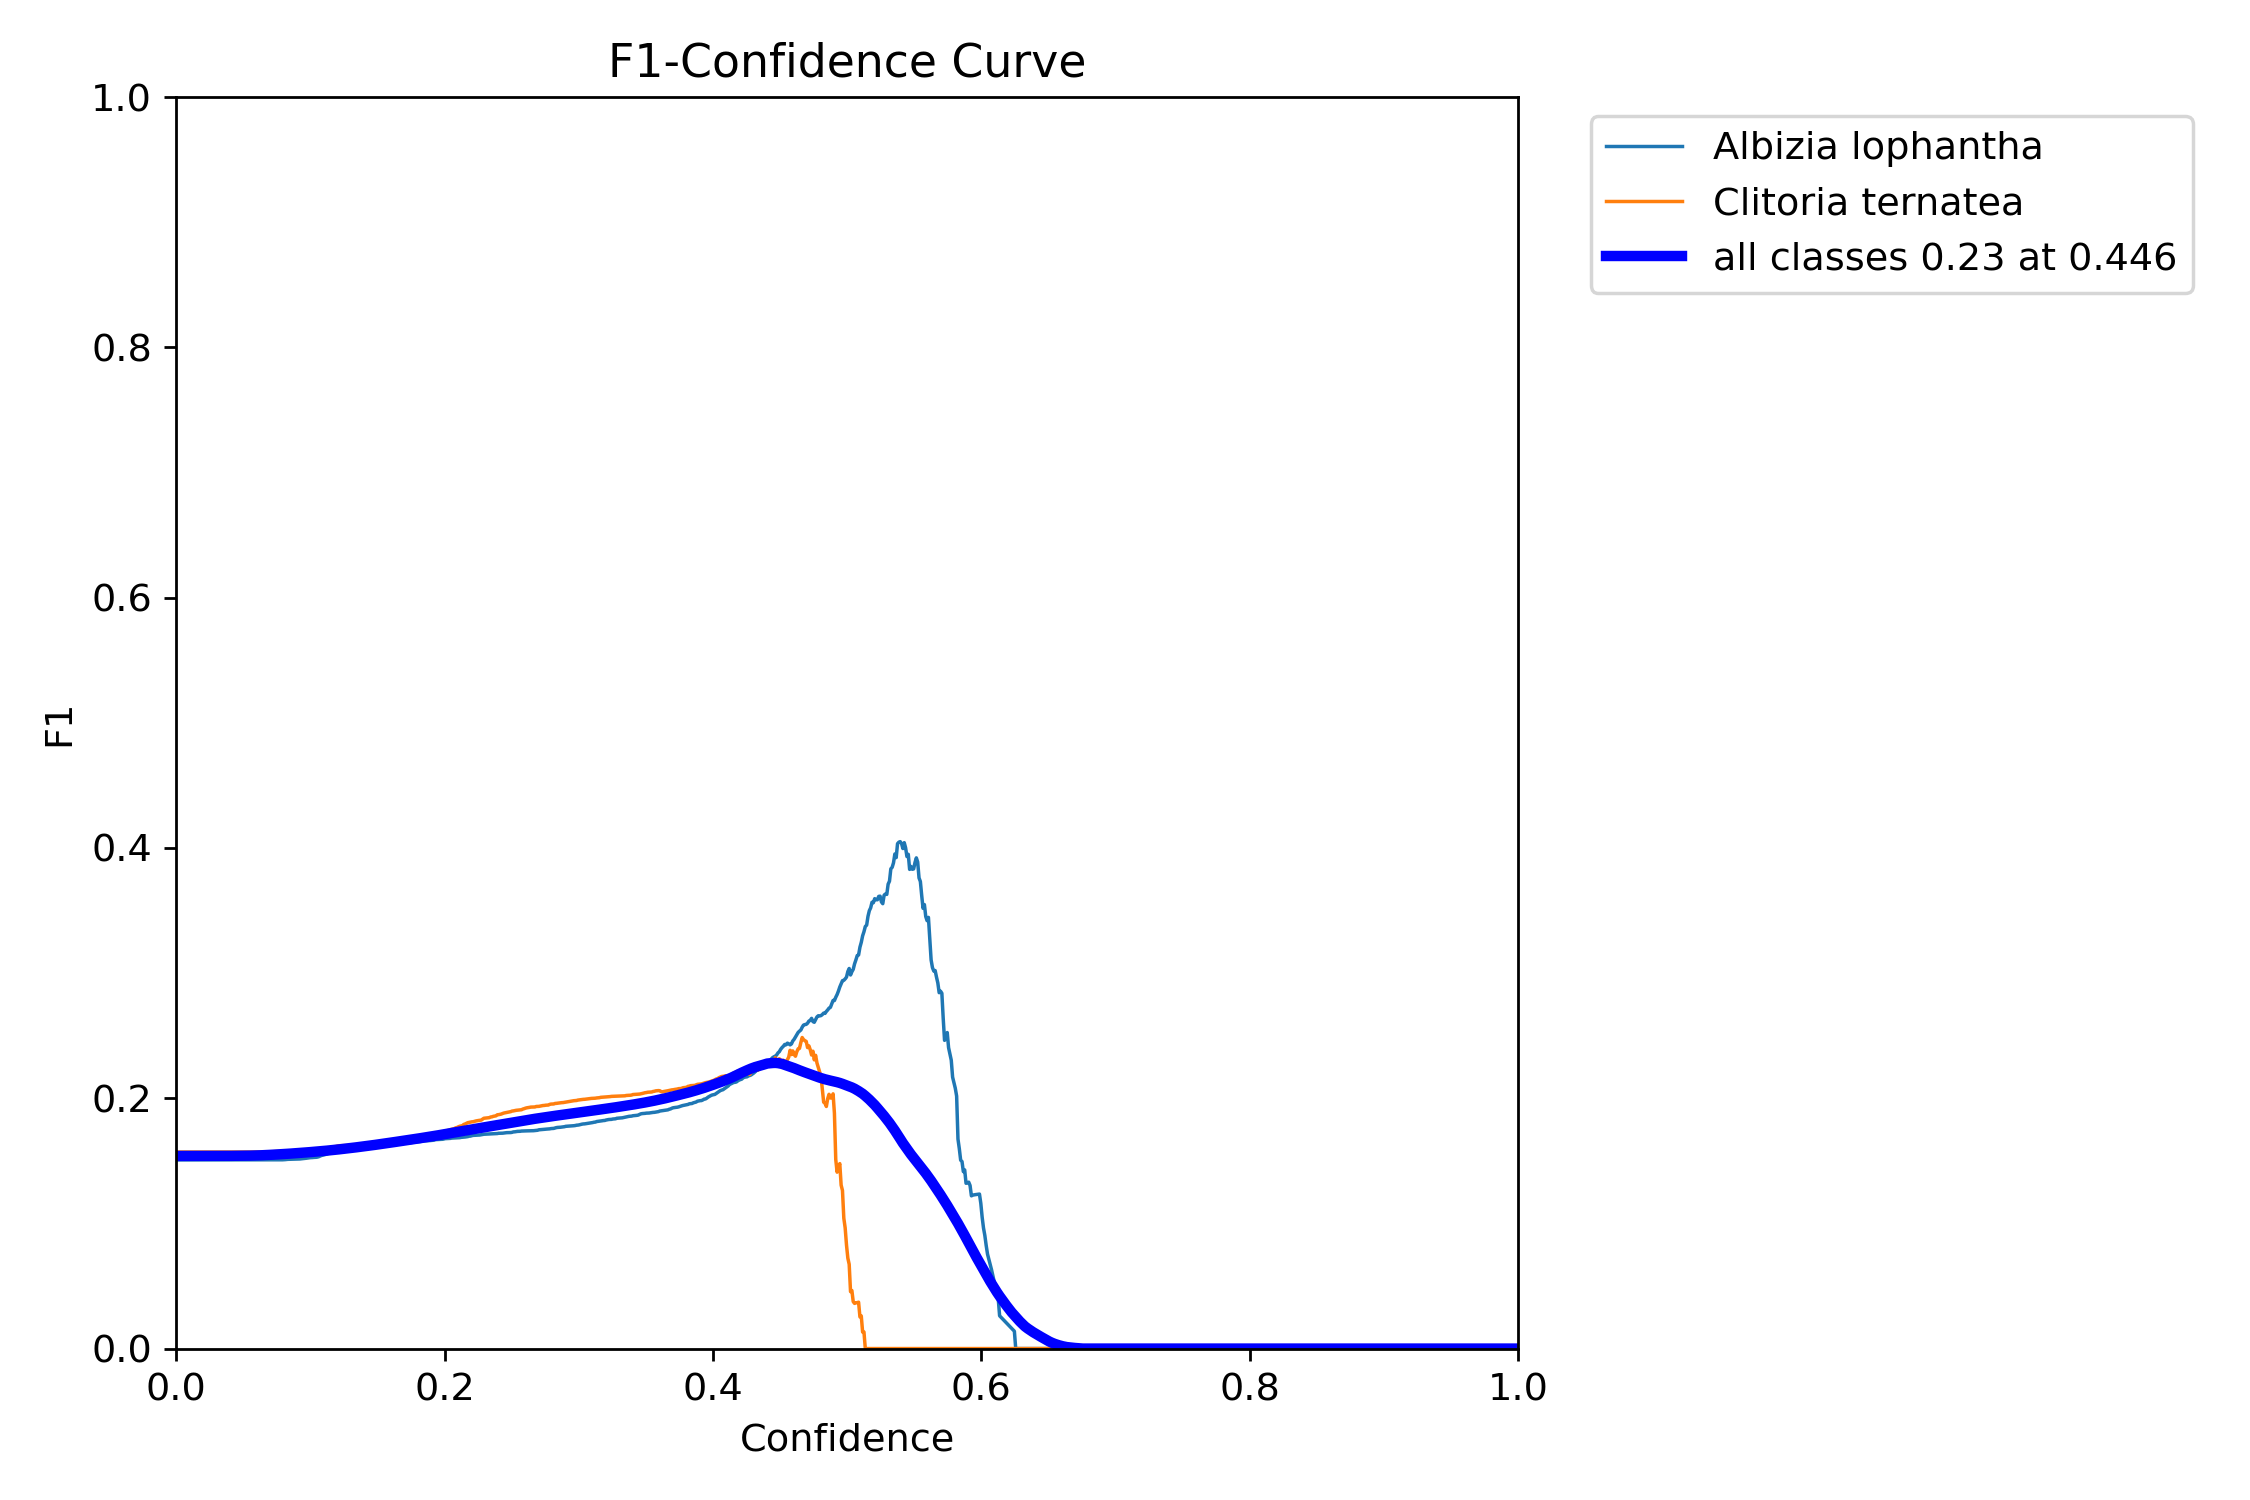 F1-Confidence Curve
1.0
0.8
0.6
0.4
0.2
0.0
F1
0.0 0.2 0.4 0.6 0.8 1.0
Confidence
Albizia lophantha
Clitoria ternatea
all classes 0.23 at 0.446